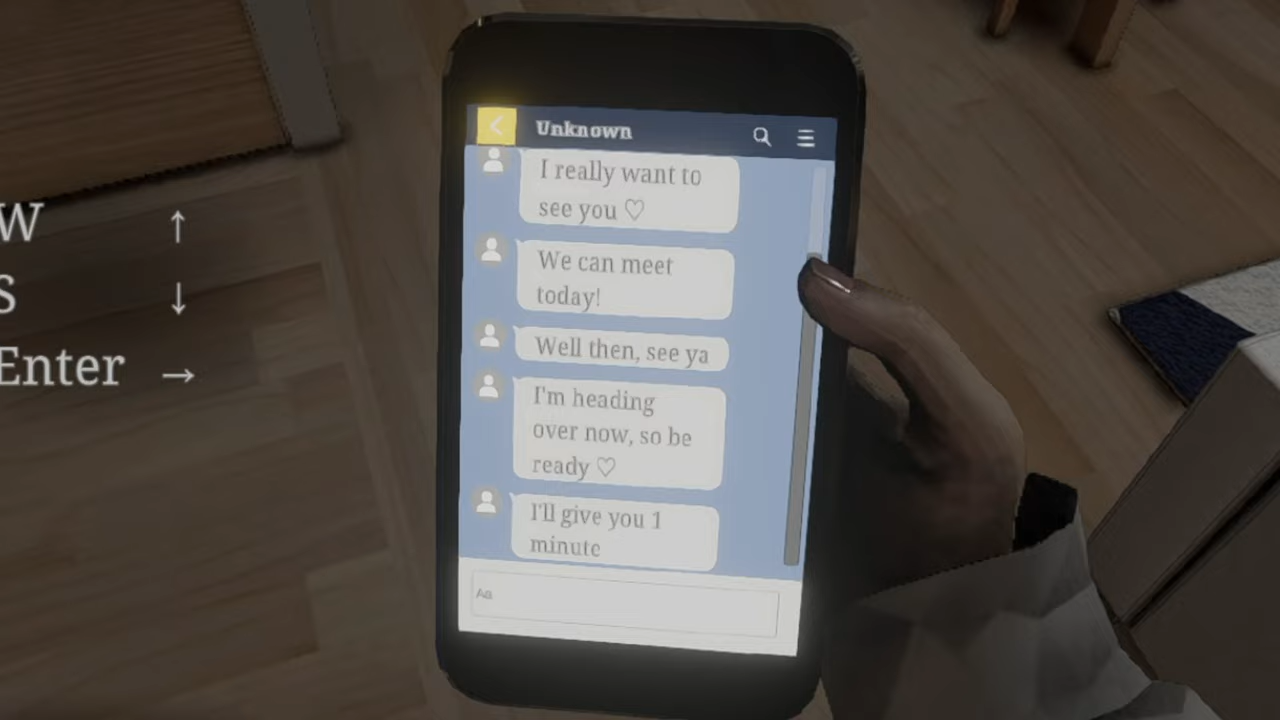 Unknown
I really want to
see you ♡
We can meet
today!
Well then, see ya
I'm heading
over now, so be
ready ♡
I'll give you 1
minute
Aa
W ↑
S ↓
Enter →